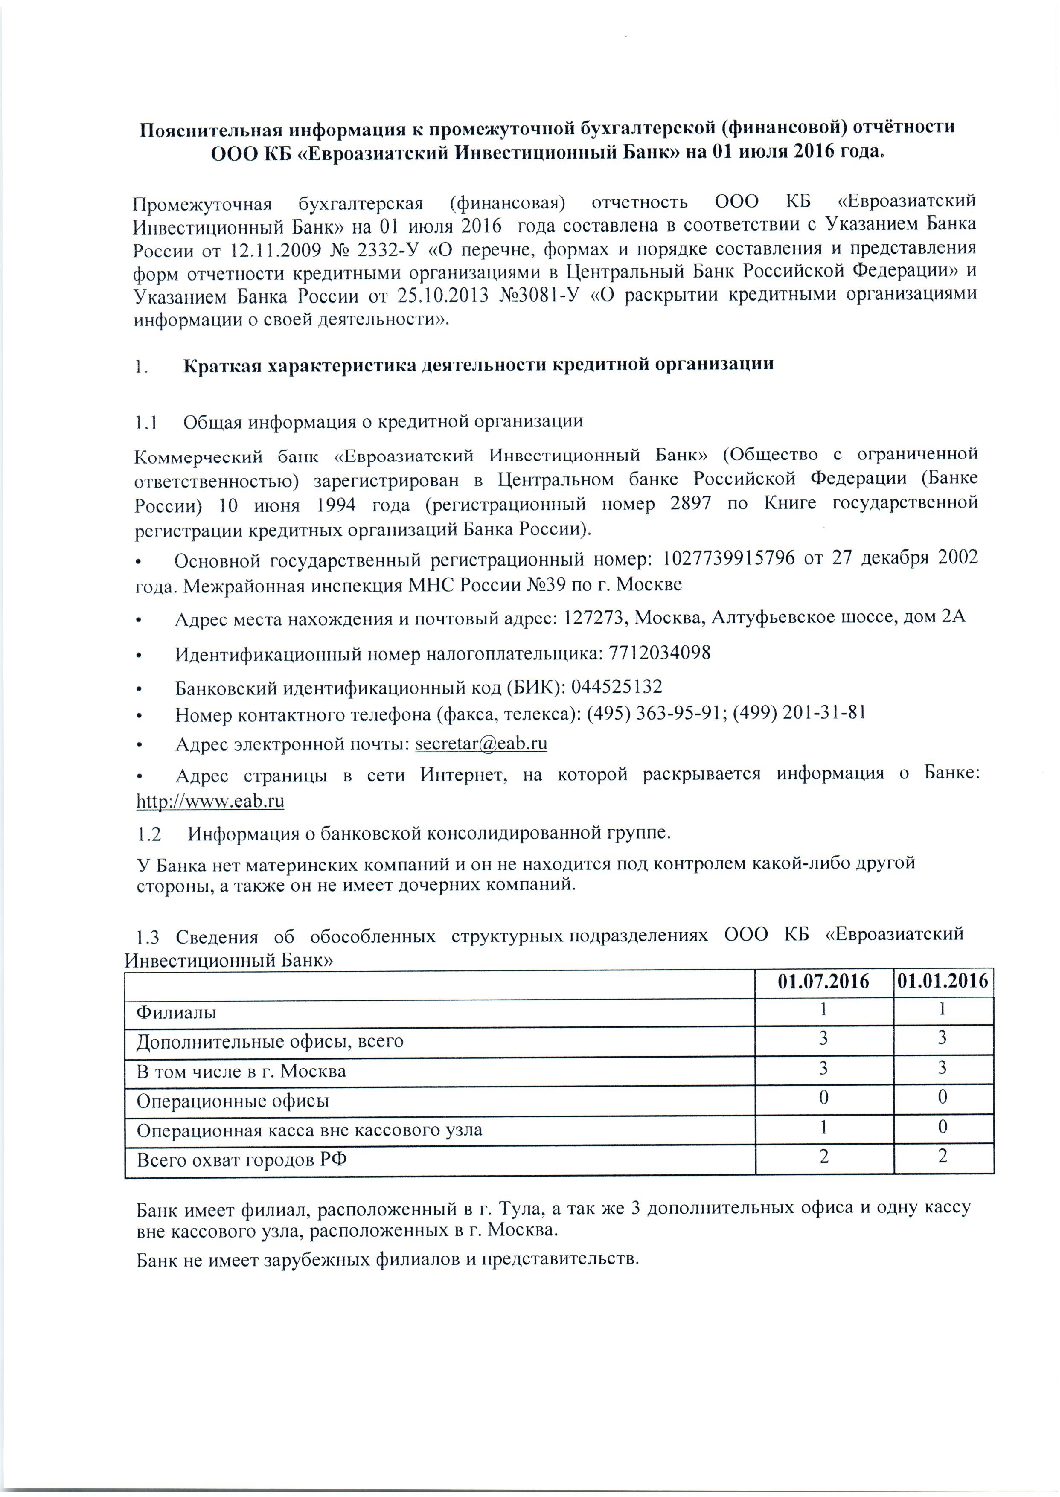 Пояснительная информация к промежуточной бухгалтерской (финансовой) отчётности
ООО КБ «Евроазиатский Инвестиционный Банк» на 01 июля 2016 года.
Промежуточная бухгалтерская (финансовая) отчетность ООО КБ «Евроазиатский
Инвестиционный Банк» на 01 июля 2016 года составлена в соответствии с Указанием Банка
России от 12.11.2009 № 2332-У «О перечне, формах и порядке составления и представления
форм отчетности кредитными организациями в Центральный Банк Российской Федерации» и
Указанием Банка России от 25.10.2013 №3081-У «О раскрытии кредитными организациями
информации о своей деятельности».
1. Краткая характеристика деятельности кредитной организации
1.1 Общая информация о кредитной организации
Коммерческий банк «Евроазиатский Инвестиционный Банк» (Общество с ограниченной
ответственностью) зарегистрирован в Центральном банке Российской Федерации (Банке
России) 10 июня 1994 года (регистрационный номер 2897 по Книге государственной
регистрации кредитных организаций Банка России).
• Основной государственный регистрационный номер: 1027739915796 от 27 декабря 2002
года. Межрайонная инспекция МНС России №39 по г. Москве
• Адрес места нахождения и почтовый адрес: 127273, Москва, Алтуфьевское шоссе, дом 2А
• Идентификационный номер налогоплательщика: 7712034098
• Банковский идентификационный код (БИК): 044525132
• Номер контактного телефона (факса, телекса): (495) 363-95-91; (499) 201-31-81
• Адрес электронной почты: secretar@eab.ru
• Адрес страницы в сети Интернет, на которой раскрывается информация о Банке:
http://www.eab.ru
1.2 Информация о банковской консолидированной группе.
У Банка нет материнских компаний и он не находится под контролем какой-либо другой
стороны, а также он не имеет дочерних компаний.
1.3 Сведения об обособленных структурных подразделениях ООО КБ «Евроазиатский
Инвестиционный Банк»
01.07.2016 01.01.2016
Филиалы 1 1
Дополнительные офисы, всего 3 3
В том числе в г. Москва 3 3
Операционные офисы 0 0
Операционная касса вне кассового узла 1 0
Всего охват городов РФ 2 2
Банк имеет филиал, расположенный в г. Тула, а так же 3 дополнительных офиса и одну кассу
вне кассового узла, расположенных в г. Москва.
Банк не имеет зарубежных филиалов и представительств.